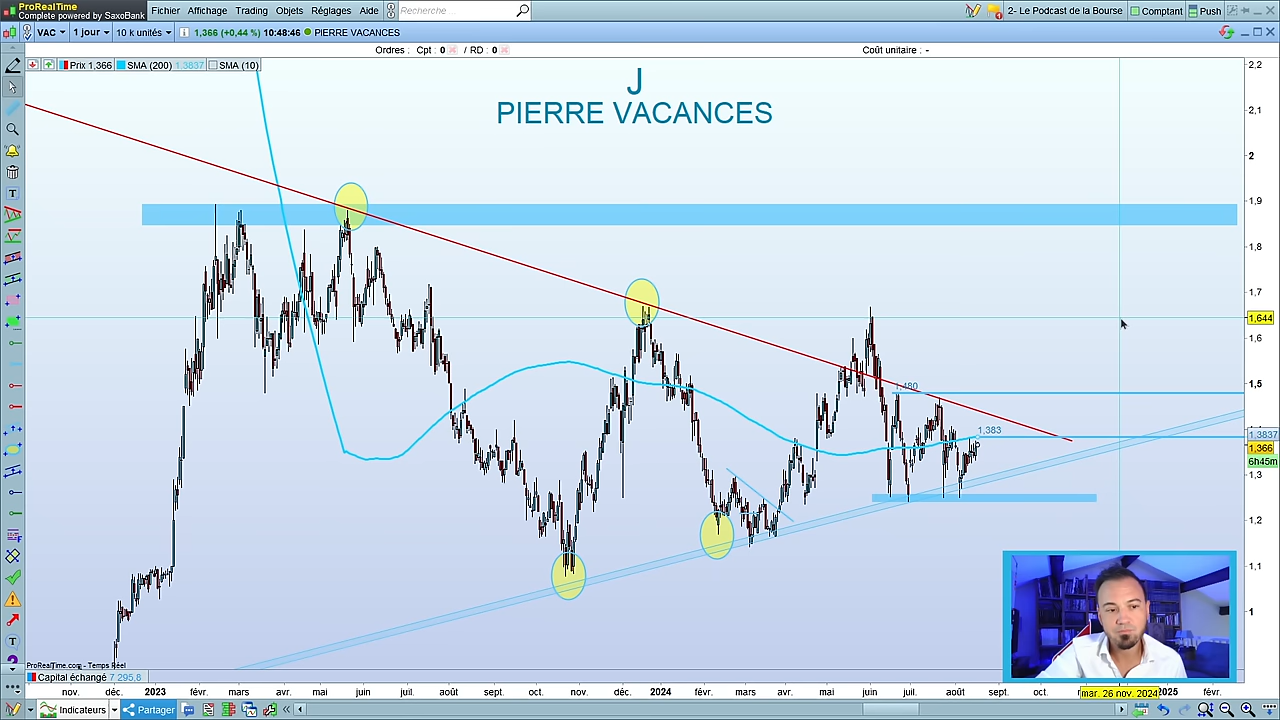 ProRealTime
Complete powered by SaxoBank
Fichier Affichage Trading Objets Réglages Aide
Recherche
2- Le Podcast de la Bourse
Comptant
Push
VAC
1 jour
10 k unités
1,366 (+0,44 %) 10:48:46
PIERRE VACANCES
Ordres : Cpt : 0 / RD : 0
Coût unitaire : -
Prix 1,366
SMA (200) 1.3837
SMA (10)
J
PIERRE VACANCES
2,2
2,1
2
1,9
1,8
1,7
1,644
1,6
1,5
1,480
1,383
1,3837
1,366
6h45m
1,3
1,2
1,1
1
ProRealTime.com - Temps Réel
Capital échangé 7 295,8
nov. déc. 2023 févr. mars avr. mai juin juil. août sept. oct. nov. déc. 2024 févr. mars avr. mai juin juil. août sept. oct. mar. 26 nov. 2024 2025 févr.
Indicateurs
Partager